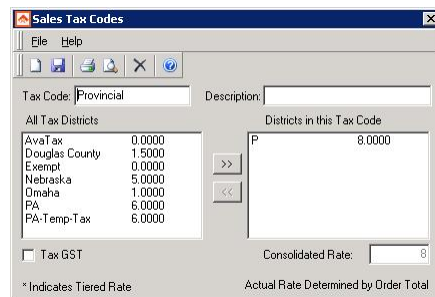 Sales Tax Codes
File Help
Tax Code: Provincial Description:
All Tax Districts Districts in this Tax Code
AvaTax 0.0000 P 8.0000
Douglas County 1.5000
Exempt 0.0000
Nebraska 5.0000
Omaha 1.0000
PA 6.0000
PA-Temp-Tax 6.0000
>>
<<
Tax GST Consolidated Rate: 8
* Indicates Tiered Rate Actual Rate Determined by Order Total